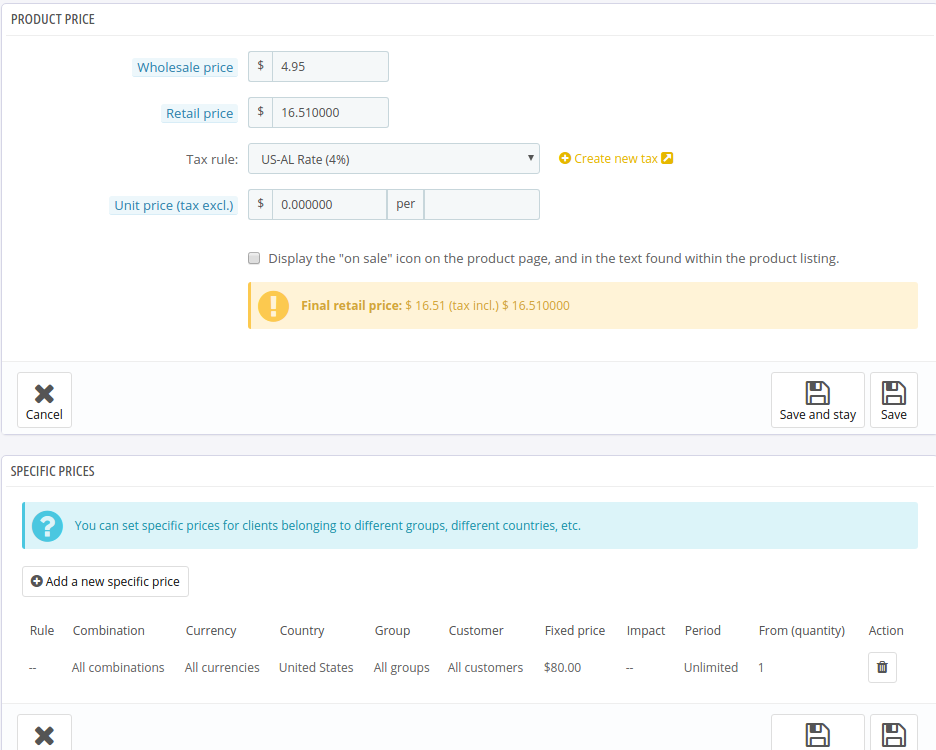 PRODUCT PRICE
Wholesale price $ 4.95
Retail price $ 16.510000
Tax rule: US-AL Rate (4%) Create new tax
Unit price (tax excl.) $ 0.000000 per
Display the "on sale" icon on the product page, and in the text found within the product listing.
Final retail price: $ 16.51 (tax incl.) $ 16.510000
Cancel Save and stay Save
SPECIFIC PRICES
You can set specific prices for clients belonging to different groups, different countries, etc.
Add a new specific price
Rule Combination Currency Country Group Customer Fixed price Impact Period From (quantity) Action
-- All combinations All currencies United States All groups All customers $80.00 -- Unlimited 1